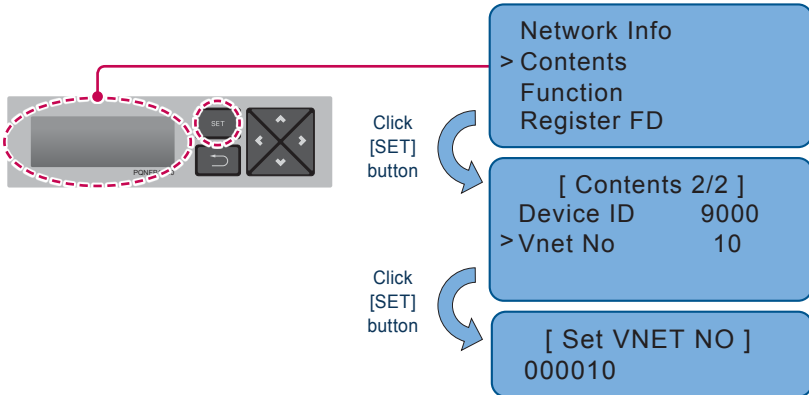 Network Info
> Contents
Function
Register FD
SET
Click
[SET]
button
[ Contents 2/2 ]
Device ID 9000
>Vnet No 10
Click
[SET]
button
[ Set VNET NO ]
000010